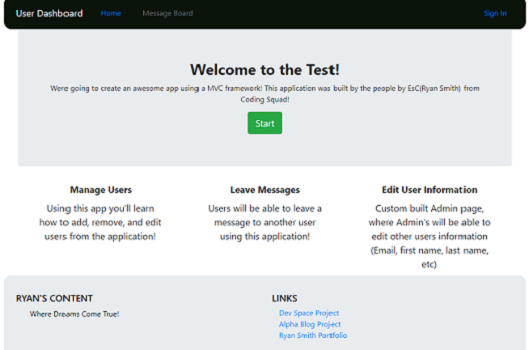 User Dashboard Home Message Board Sign In
Welcome to the Test!
Were going to create an awesome app using a MVC framework! This application was built by the people by EsC(Ryan Smith) from
Coding Squad!
Start
Manage Users
Using this app you'll learn
how to add, remove, and edit
users from the application!
Leave Messages
Users will be able to leave a
message to another user
using this application!
Edit User Information
Custom built Admin page,
where Admin's will be able to
edit other users information
(Email, first name, last name,
etc)
RYAN'S CONTENT
Where Dreams Come True!
LINKS
Dev Space Project
Alpha Blog Project
Ryan Smith Portfolio